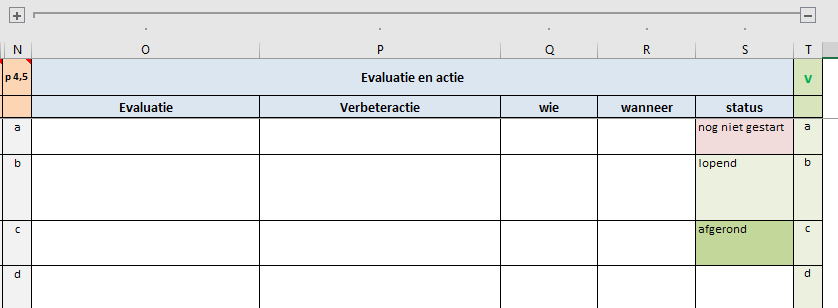 N O P Q R S T
p 4,5 Evaluatie en actie v
Evaluatie Verbeteractie wie wanneer status
a nog niet gestart a
b lopend b
c afgerond c
d d